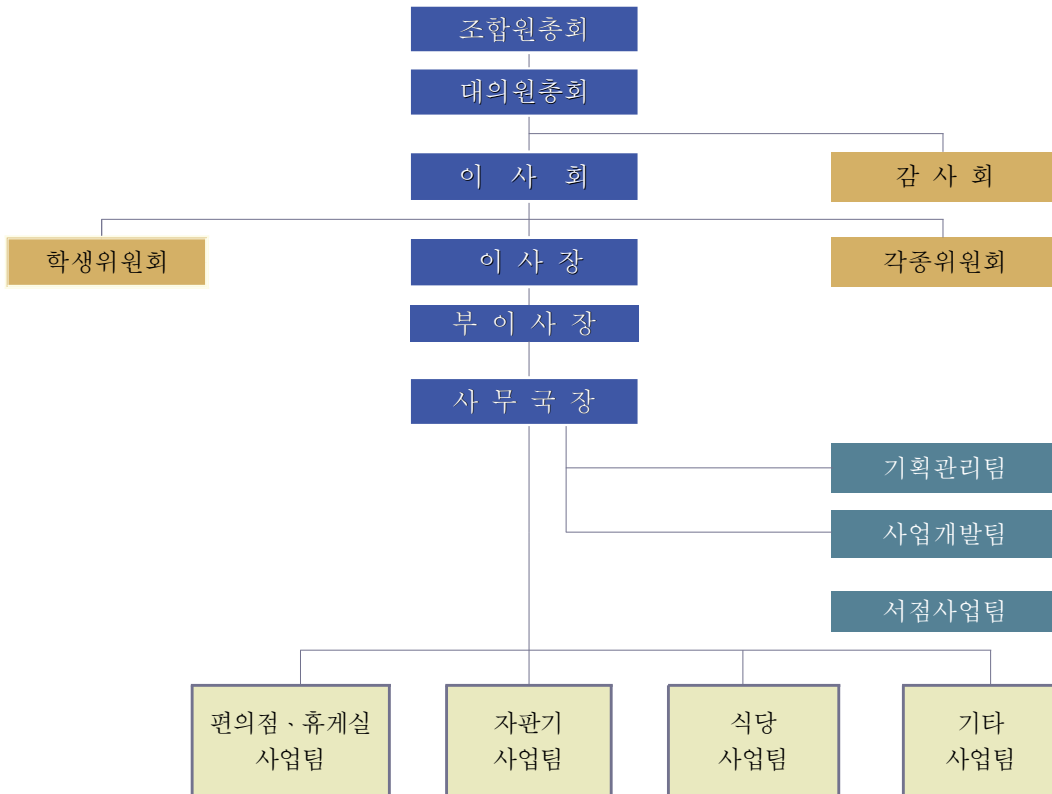 조합원총회
대의원총회
이 사 회
감 사 회
학생위원회
이 사 장
각종위원회
부 이 사 장
사 무 국 장
기획관리팀
사업개발팀
서점사업팀
편의점ㆍ휴게실
사업팀
자판기
사업팀
식당
사업팀
기타
사업팀